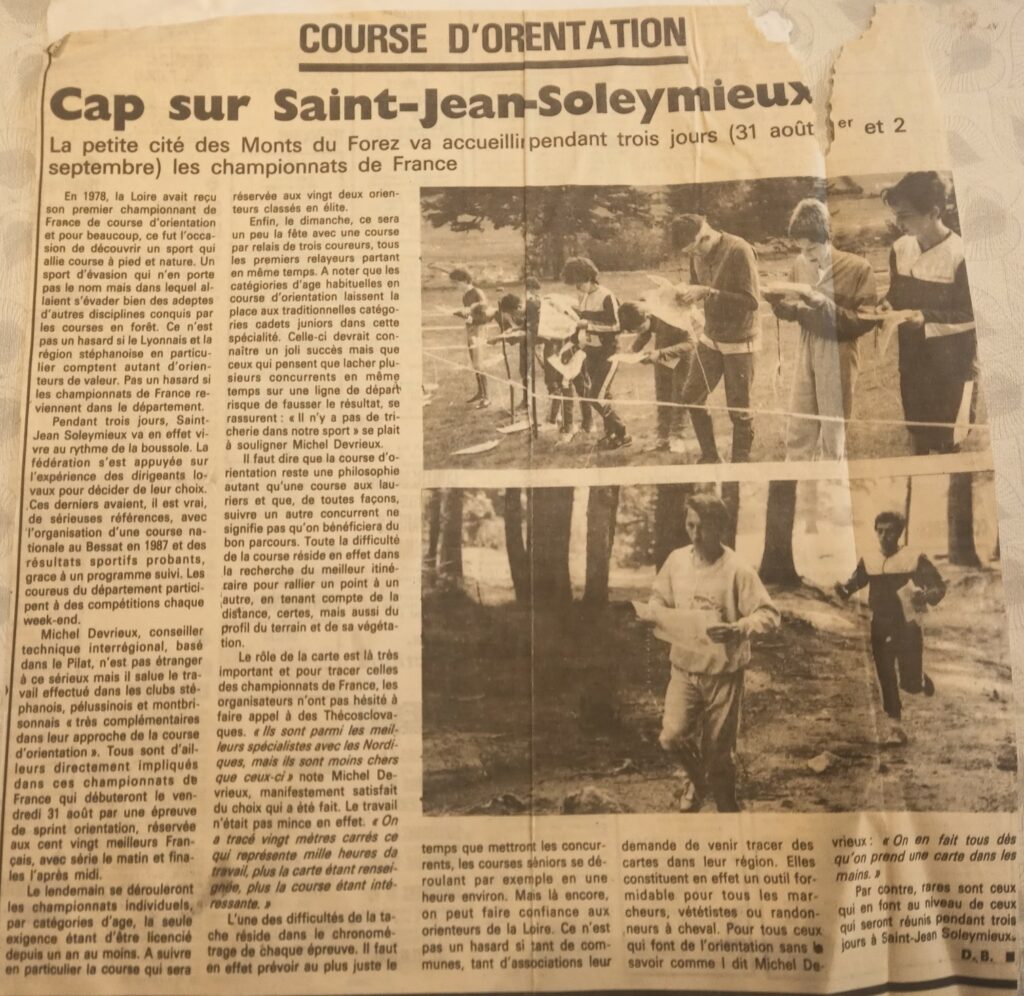 COURSE D'ORENTATION
Cap sur Saint-Jean-Soleymieux
La petite cité des Monts du Forez va accueillir pendant trois jours (31 août 1er et 2
septembre) les championnats de France
En 1978, la Loire avait reçu
son premier championnant de
France de course d'orientation
et pour beaucoup, ce fut l'occa-
sion de découvrir un sport qui
allie course à pied et nature. Un
sport d'évasion qui n'en porte
pas le nom mais dans lequel al-
laient s'évader bien des adeptes
d'autres disciplines conquis par
les courses en forêt. Ce n'est
pas un hasard si le Lyonnais et la
région stéphanoise en particu-
lier comptent autant d'orien-
teurs de valeur. Pas un hasard si
les championnats de France re-
viennent dans le département.
Pendant trois jours, Saint-
Jean Soleymieux va en effet vi-
vre au rythme de la boussole. La
fédération s'est appuyée sur
l'expérience des dirigeants lo-
vaux pour décider de leur choix.
Ces derniers avaient, il est vrai,
de sérieuses références, avec
l'organisation d'une course na-
tionale au Bessat en 1987 et des
résultats sportifs probants,
grace à un programme suivi. Les
coureus du département partici-
pent à des compétitions chaque
week-end.
Michel Devrieux, conseiller
technique interrégional, basé
dans le Pilat, n'est pas étranger
à ce sérieux mais il salue le tra-
vail effectué dans les clubs sté-
phanois, pélussinois et montbri-
sonnais « très complémentaires
dans leur approche de la course
d'orientation ». Tous sont d'ail-
leurs directement impliqués
dans ces championnats de
France qui débuteront le ven-
dredi 31 août par une épreuve
de sprint orientation, réservée
aux cent vingt meilleurs Fran-
çais, avec série le matin et fina-
les l'après midi.
Le lendemain se dérouleront
les championnats individuels,
par catégories d'age, la seule
exigence étant d'être licencié
depuis un an au moins. A suivre
en particulier la course qui sera
réservée aux vingt deux orien-
teurs classés en élite.
Enfin, le dimanche, ce sera
un peu la fête avec une course
par relais de trois coureurs, tous
les premiers relayeurs partant
en même temps. A noter que les
catégories d'age habituelles en
course d'orientation laissent la
place aux traditionnelles catégo-
ries cadets juniors dans cette
spécialité. Celle-ci devrait con-
naître un joli succès mais que
ceux qui pensent que lacher plu-
sieurs concurrents en même
temps sur une ligne de départ
risque de fausser le résultat, se
rassurent : « Il n'y a pas de tri-
cherie dans notre sport » se plait
à souligner Michel Devrieux.
Il faut dire que la course d'o-
rientation reste une philosophie
autant qu'une course aux lau-
riers et que, de toutes façons,
suivre un autre concurrent ne
signifie pas qu'on bénéficiera du
bon parcours. Toute la difficulté
de la course réside en effet dans
la recherche du meilleur itiné-
raire pour rallier un point à un
autre, en tenant compte de la
distance, certes, mais aussi du
profil du terrain et de sa végéta-
tion.
Le rôle de la carte est là très
important et pour tracer celles
des championnats de France, les
organisateurs n'ont pas hésité à
faire appel à des Thécosclova-
ques. « Ils sont parmi les meil-
leurs spécialistes avec les Nordi-
ques, mais ils sont moins chers
que ceux-ci » note Michel De-
vrieux, manifestement satisfait
du choix qui a été fait. Le travail
n'était pas mince en effet. « On
a tracé vingt mètres carrés ce
qui représente mille heures da
travail, plus la carte étant rensei-
gnée, plus la course étant inté-
ressante. »
L'une des difficultés de la ta-
che réside dans le chronomé-
trage de chaque épreuve. Il faut
en effet prévoir au plus juste le
temps que mettront les concur-
rents, les courses séniors se dé-
roulant par exemple en une
heure environ. Mais là encore,
on peut faire confiance aux
orienteurs de la Loire. Ce n'est
pas un hasard si tant de com-
munes, tant d'associations leur
demande de venir tracer des
cartes dans leur région. Elles
constituent en effet un outil for-
midable pour tous les mar-
cheurs, vététistes ou randon-
neurs à cheval. Pour tous ceux
qui font de l'orientation sans le
savoir comme l dit Michel De-
vrieux : « On en fait tous dès
qu'on prend une carte dans les
mains. »
Par contre, rares sont ceux
qui en font au niveau de ceux
qui seront réunis pendant trois
jours à Saint-Jean Soleymieux.
D. B.